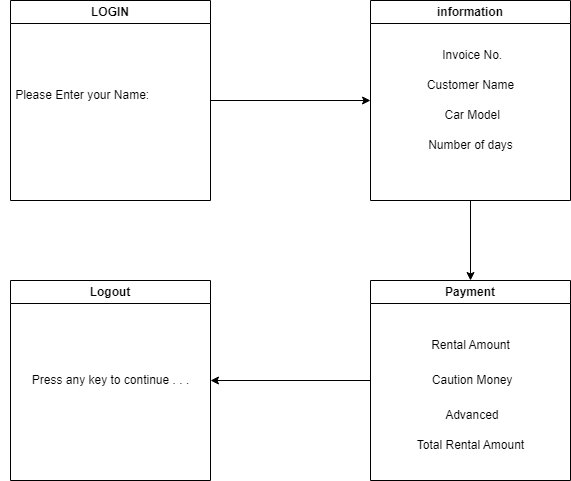 LOGIN
Please Enter your Name:
information
Invoice No.
Customer Name
Car Model
Number of days
Payment
Rental Amount
Caution Money
Advanced
Total Rental Amount
Logout
Press any key to continue . . .